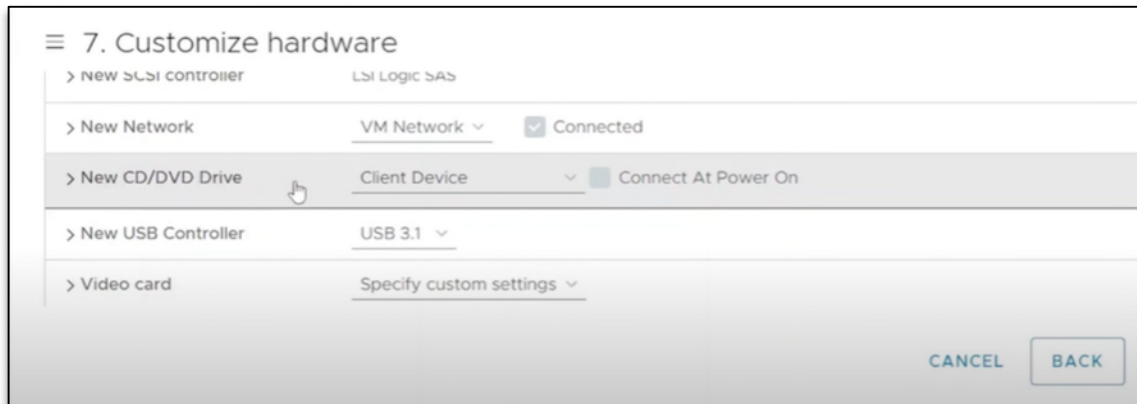 7. Customize hardware
> New SCSI controller LSI Logic SAS
> New Network VM Network Connected
> New CD/DVD Drive Client Device Connect At Power On
> New USB Controller USB 3.1
> Video card Specify custom settings
CANCEL BACK